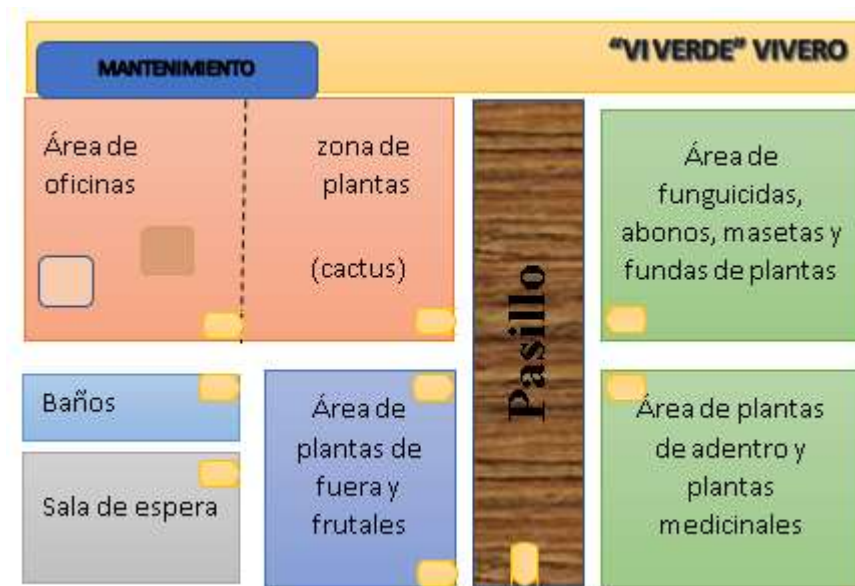 “VI VERDE” VIVERO
MANTENIMIENTO
Área de
oficinas
zona de
plantas
(cactus)
Pasillo
Área de
funguicidas,
abonos, masetas y
fundas de plantas
Baños
Sala de espera
Área de
plantas de
fuera y
frutales
Área de plantas
de adentro y
plantas
medicinales